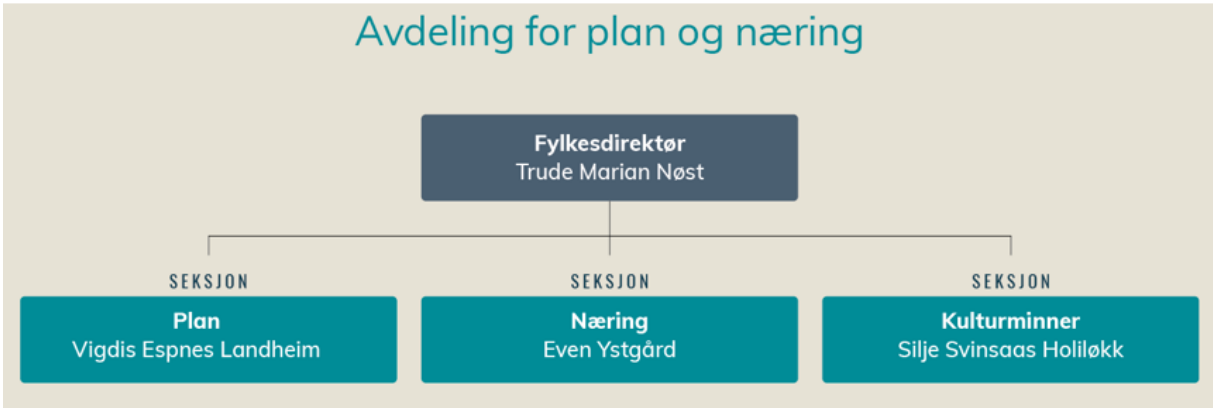 Avdeling for plan og næring
Fylkesdirektør
Trude Marian Nøst
SEKSJON
Plan
Vigdis Espnes Landheim
SEKSJON
Næring
Even Ystgård
SEKSJON
Kulturminner
Silje Svinsaas Holiløkk